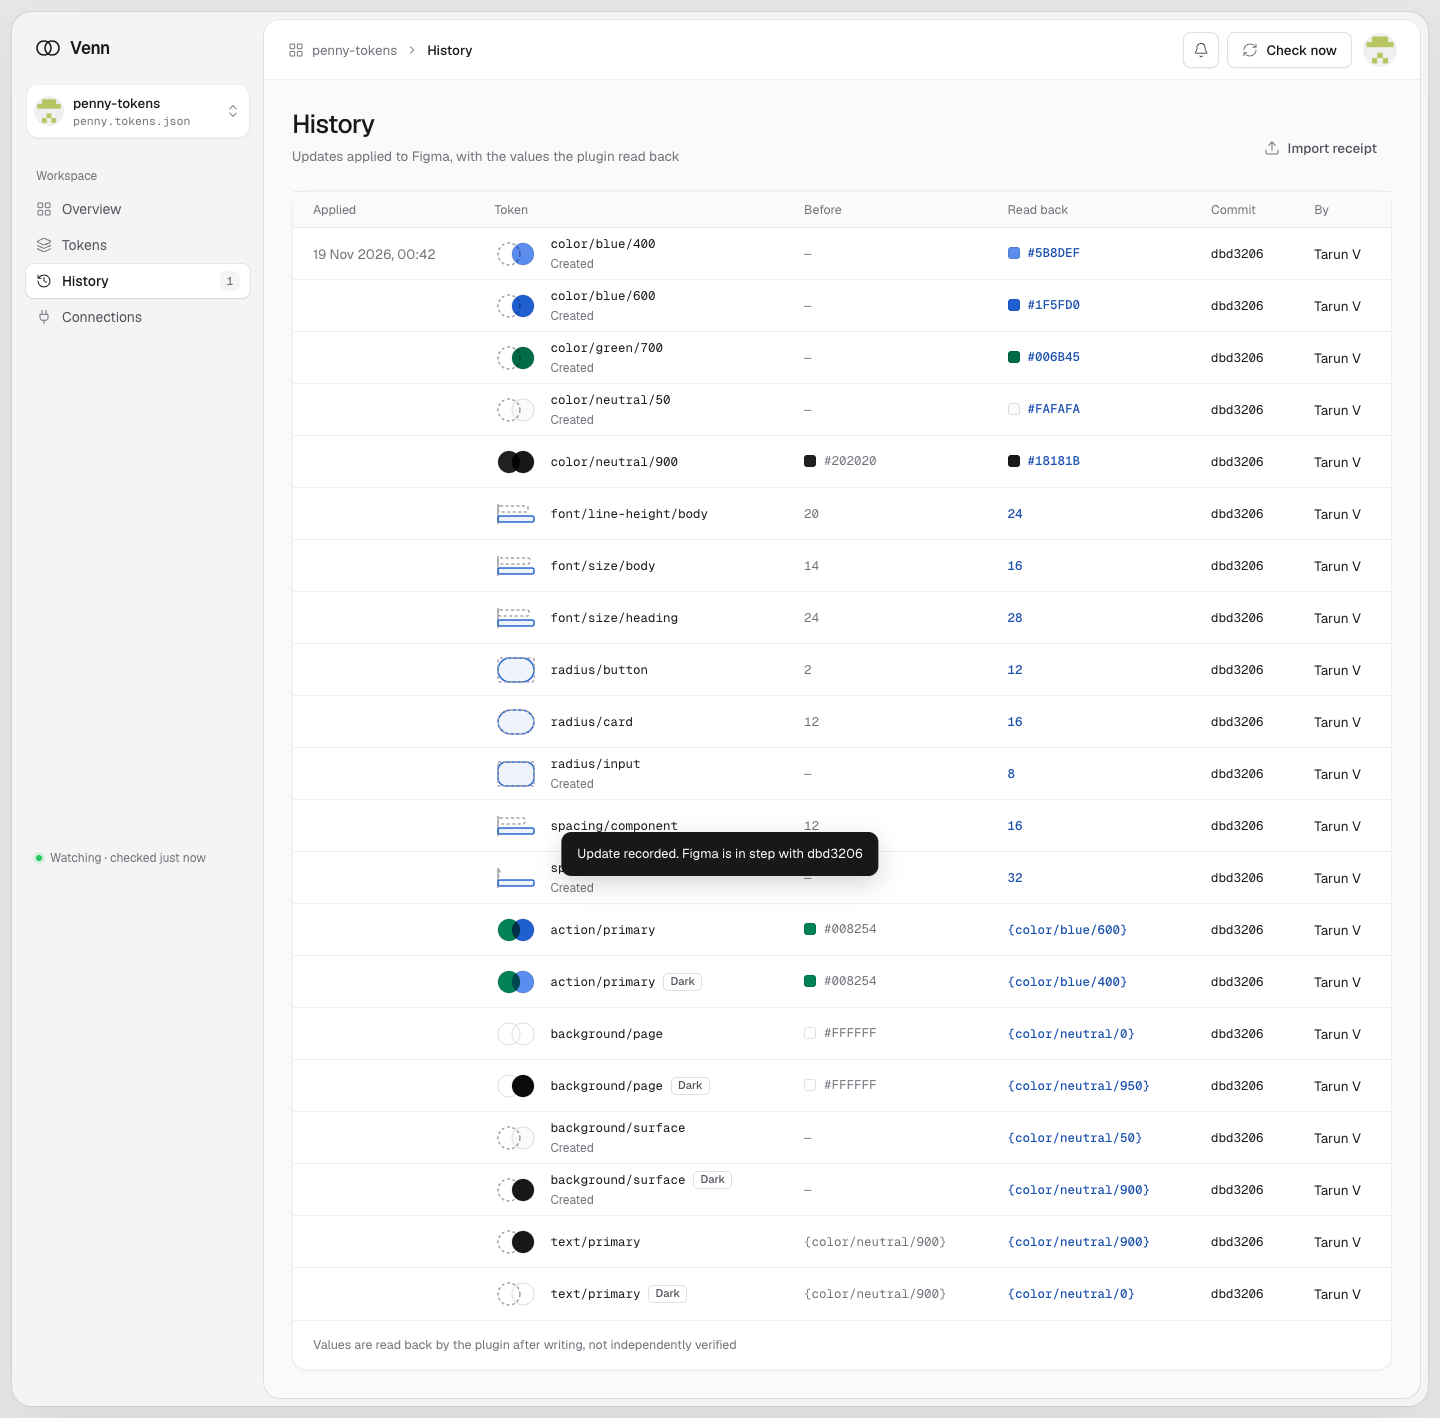 Venn
penny-tokens
penny.tokens.json
Workspace
Overview
Tokens
History 1
Connections
Watching · checked just now
penny-tokens > History
Check now
History
Updates applied to Figma, with the values the plugin read back
Import receipt
Applied Token Before Read back Commit By
19 Nov 2026, 00:42 color/blue/400 Created – #5B8DEF dbd3206 Tarun V
color/blue/600 Created – #1F5FD0 dbd3206 Tarun V
color/green/700 Created – #006B45 dbd3206 Tarun V
color/neutral/50 Created – #FAFAFA dbd3206 Tarun V
color/neutral/900 #202020 #18181B dbd3206 Tarun V
font/line-height/body 20 24 dbd3206 Tarun V
font/size/body 14 16 dbd3206 Tarun V
font/size/heading 24 28 dbd3206 Tarun V
radius/button 2 12 dbd3206 Tarun V
radius/card 12 16 dbd3206 Tarun V
radius/input Created – 8 dbd3206 Tarun V
spacing/component 12 16 dbd3206 Tarun V
Update recorded. Figma is in step with dbd3206
Created – 32 dbd3206 Tarun V
action/primary #008254 {color/blue/600} dbd3206 Tarun V
action/primary Dark #008254 {color/blue/400} dbd3206 Tarun V
background/page #FFFFFF {color/neutral/0} dbd3206 Tarun V
background/page Dark #FFFFFF {color/neutral/950} dbd3206 Tarun V
background/surface Created – {color/neutral/50} dbd3206 Tarun V
background/surface Dark Created – {color/neutral/900} dbd3206 Tarun V
text/primary {color/neutral/900} {color/neutral/900} dbd3206 Tarun V
text/primary Dark {color/neutral/900} {color/neutral/0} dbd3206 Tarun V
Values are read back by the plugin after writing, not independently verified